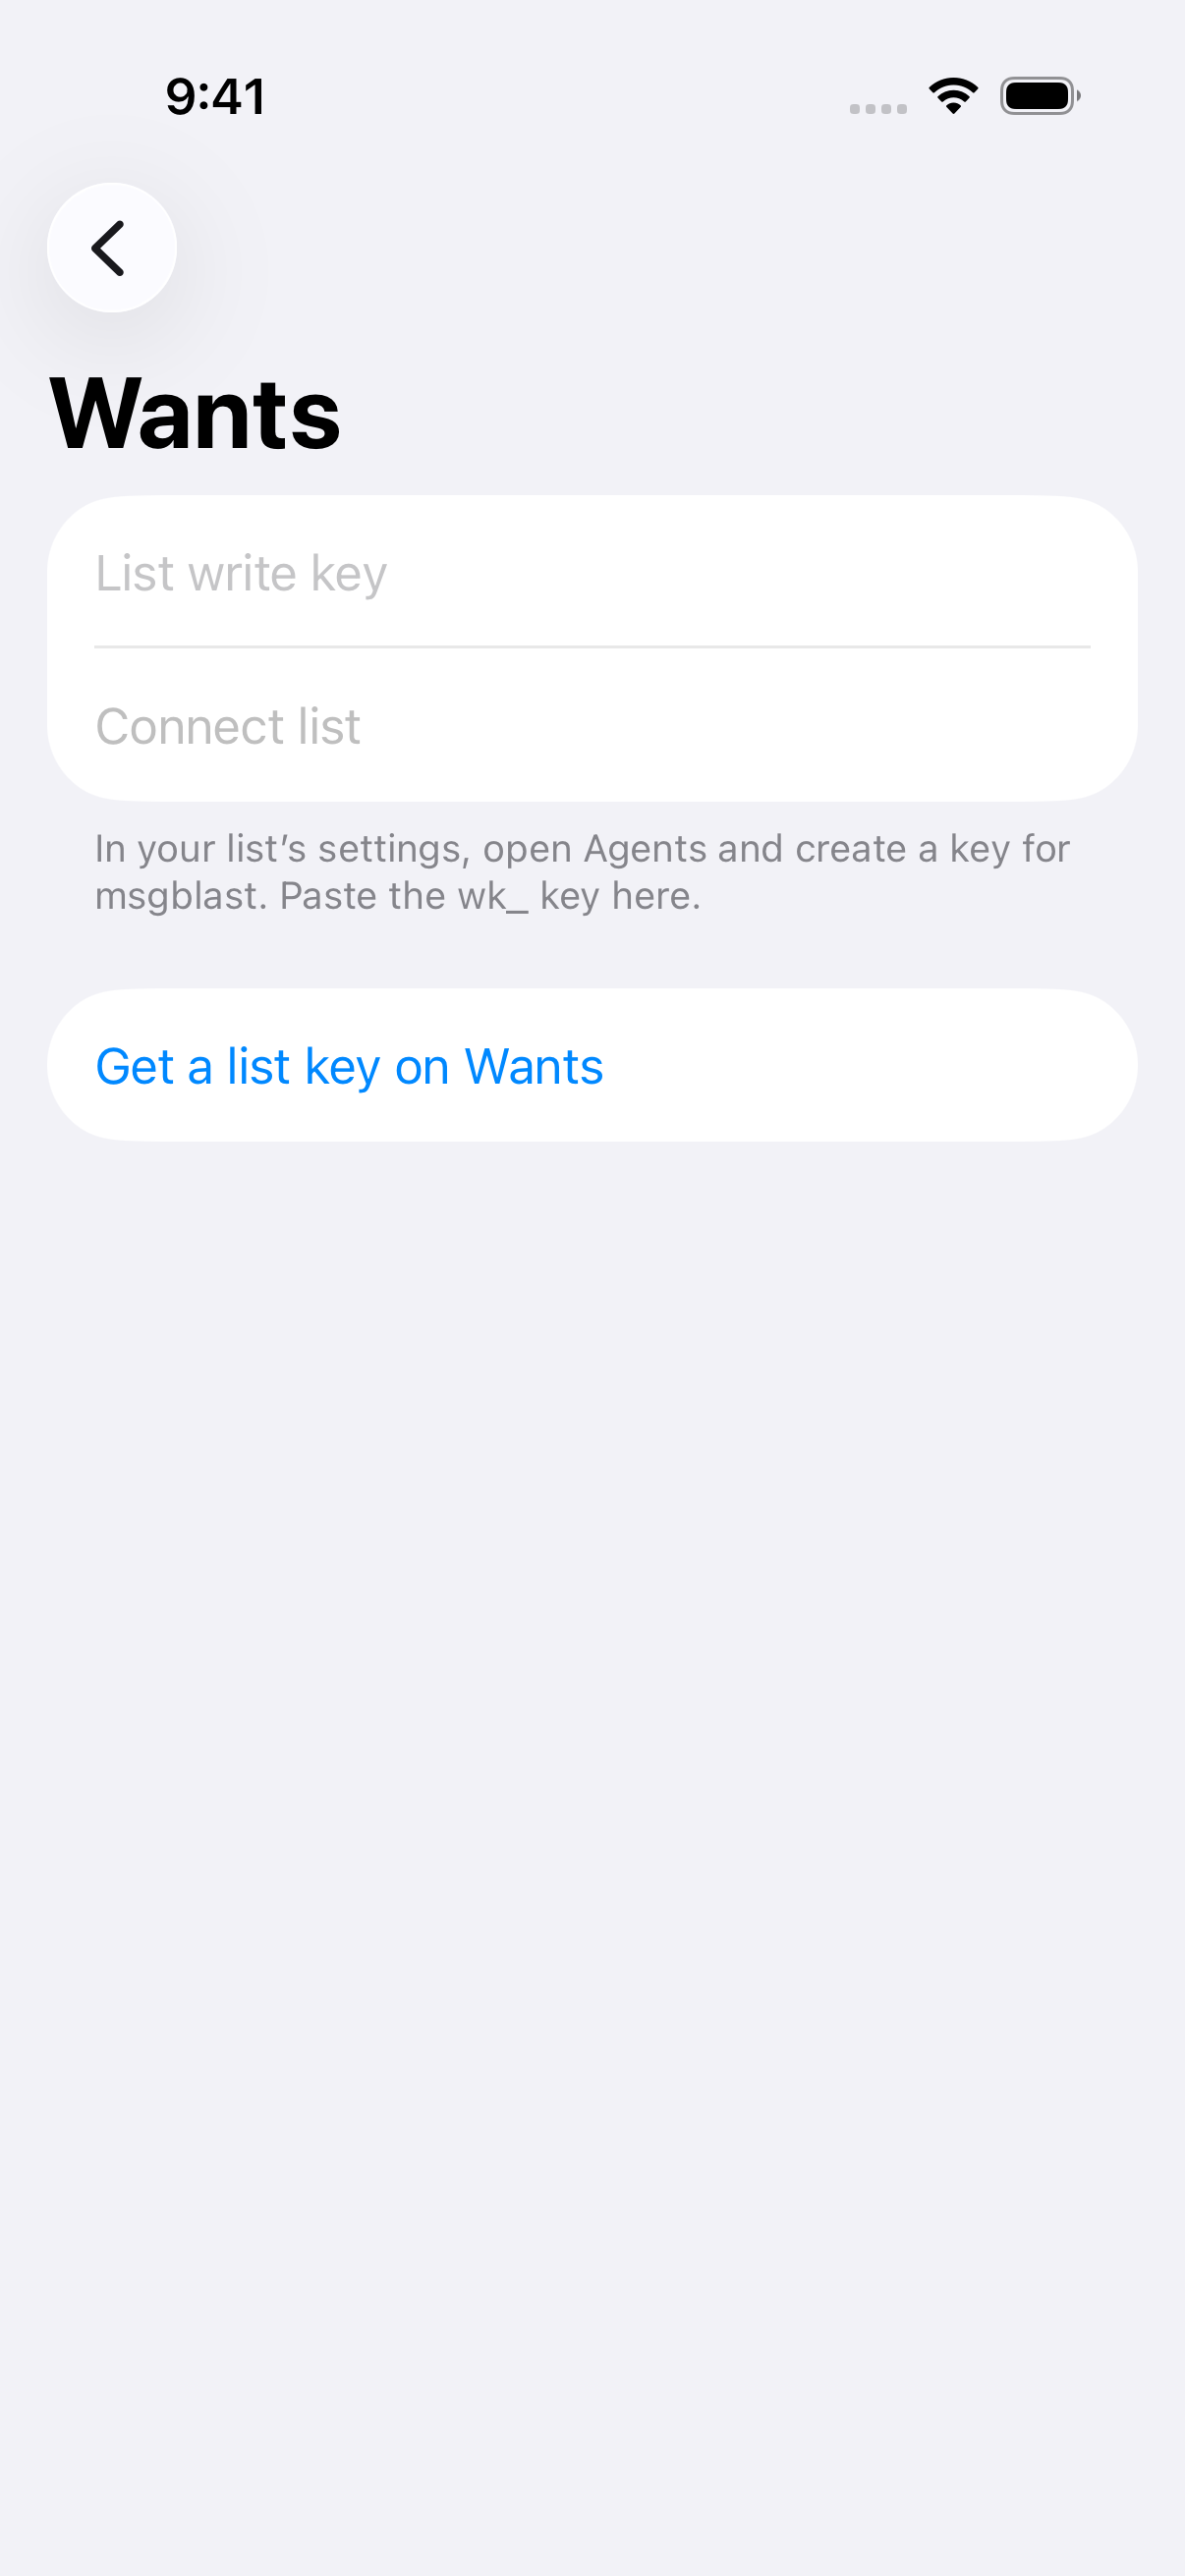 9:41
Wants
List write key
Connect list
In your list’s settings, open Agents and create a key for
msgblast. Paste the wk_ key here.
Get a list key on Wants